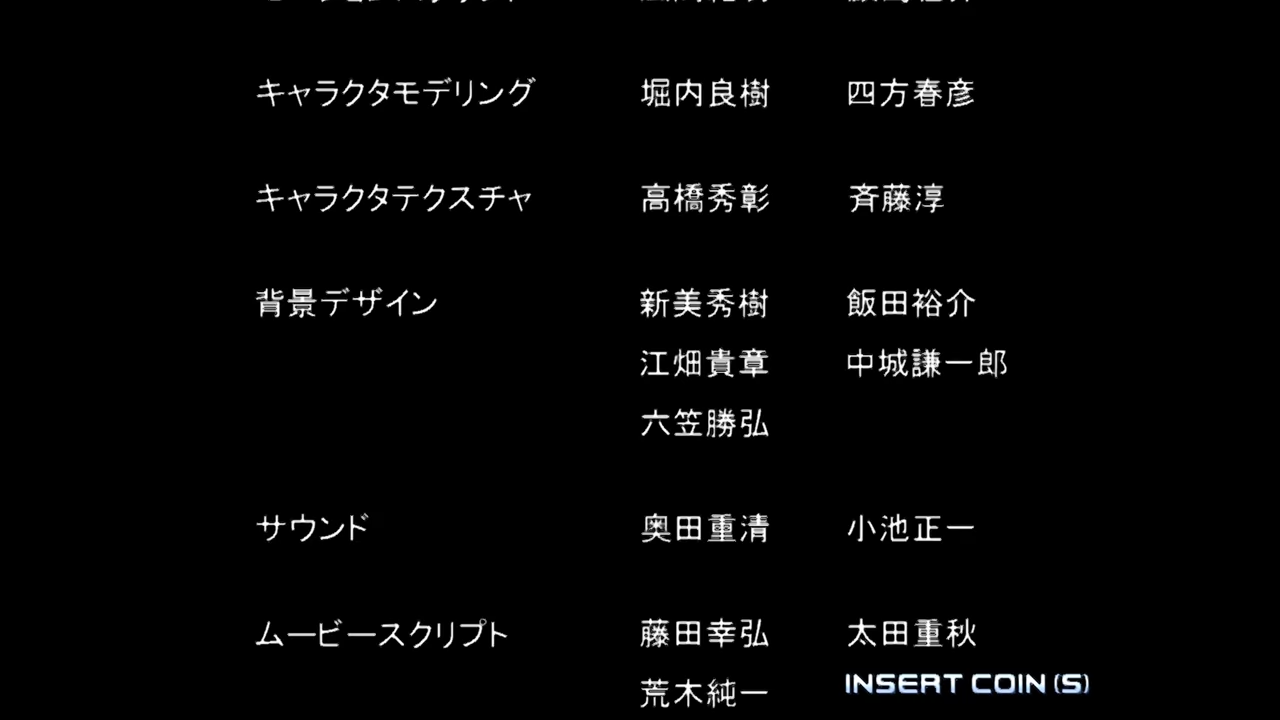 キャラクタモデリング 堀内良樹 四方春彦
キャラクタテクスチャ 高橋秀彰 斉藤淳
背景デザイン 新美秀樹 飯田裕介
江畑貴章 中城謙一郎
六笠勝弘
サウンド 奥田重清 小池正一
ムービースクリプト 藤田幸弘 太田重秋
荒木純一 INSERT COIN(S)